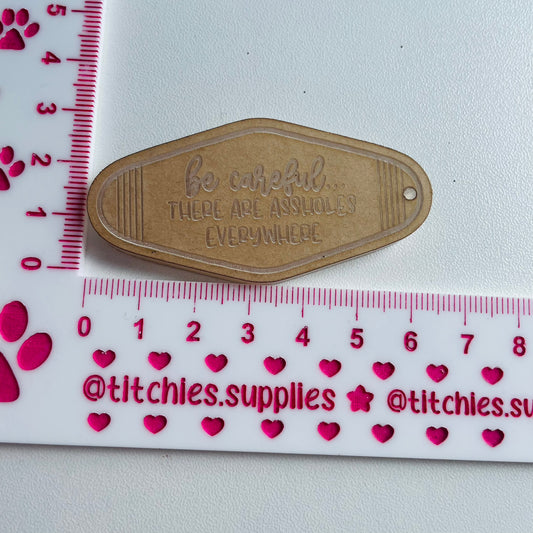 5
4
3
2
1
0
be careful...
THERE ARE ASSHOLES
EVERYWHERE
0 1 2 3 4 5 6 7 8
@titchies.supplies @titchies.su